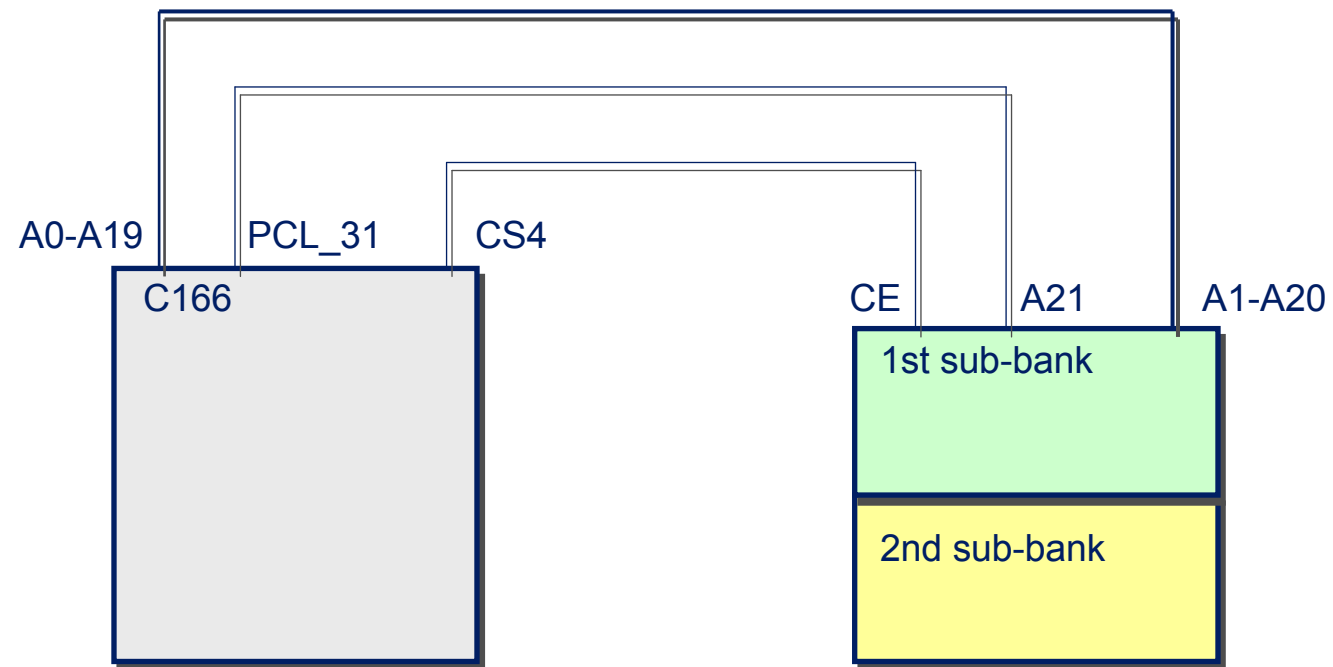 A0-A19 PCL_31 CS4
C166
CE A21 A1-A20
1st sub-bank
2nd sub-bank